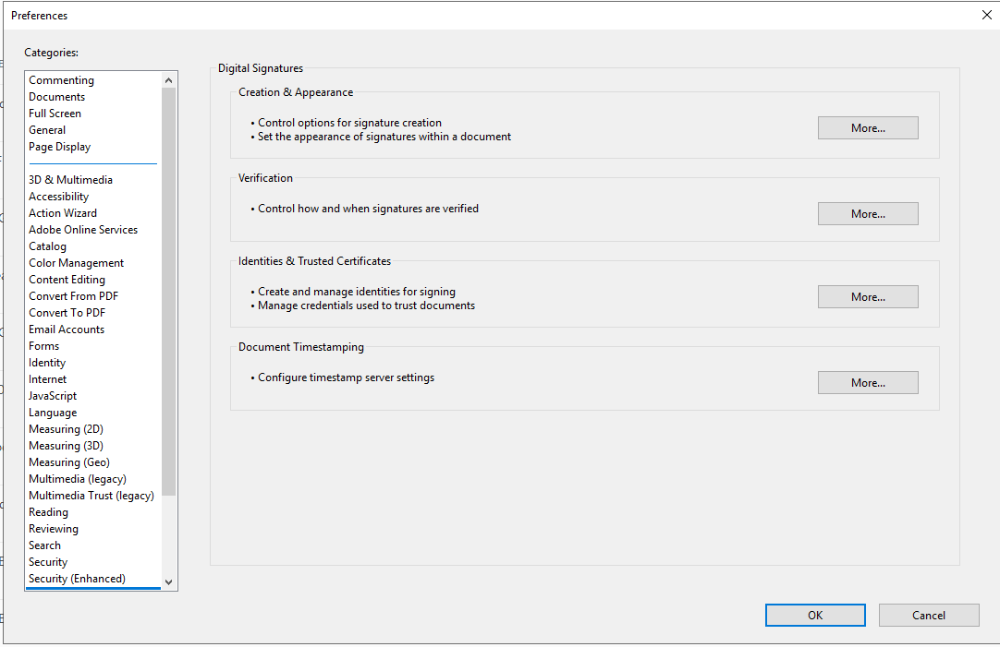 Preferences
Categories:
Commenting
Documents
Full Screen
General
Page Display
3D & Multimedia
Accessibility
Action Wizard
Adobe Online Services
Catalog
Color Management
Content Editing
Convert From PDF
Convert To PDF
Email Accounts
Forms
Identity
Internet
JavaScript
Language
Measuring (2D)
Measuring (3D)
Measuring (Geo)
Multimedia (legacy)
Multimedia Trust (legacy)
Reading
Reviewing
Search
Security
Security (Enhanced)
Digital Signatures
Creation & Appearance
• Control options for signature creation
• Set the appearance of signatures within a document
More...
Verification
• Control how and when signatures are verified
More...
Identities & Trusted Certificates
• Create and manage identities for signing
• Manage credentials used to trust documents
More...
Document Timestamping
• Configure timestamp server settings
More...
OK
Cancel